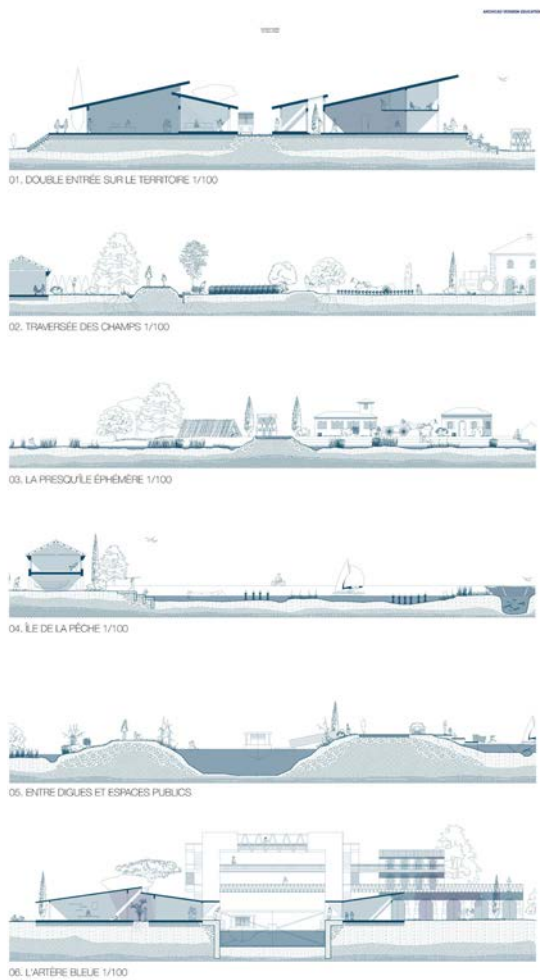 01. DOUBLE ENTRÉE SUR LE TERRITOIRE 1/100
02. TRAVERSÉE DES CHAMPS 1/100
03. LA PRESQU'ÎLE ÉPHÉMÈRE 1/100
04. ÎLE DE LA PÊCHE 1/100
05. ENTRE DIGUES ET ESPACES PUBLICS
06. L'ARTÈRE BLEUE 1/100